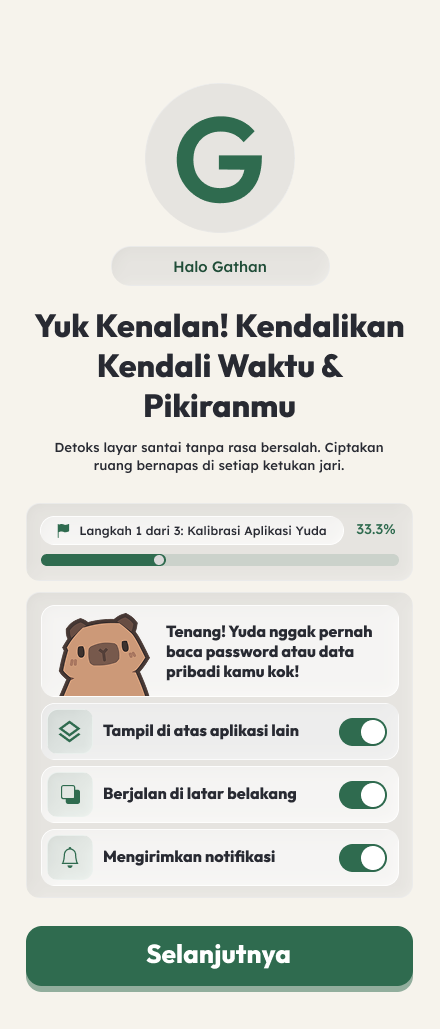 G
Halo Gathan
Yuk Kenalan! Kendalikan
Kendali Waktu &
Pikiranmu
Detoks layar santai tanpa rasa bersalah. Ciptakan
ruang bernapas di setiap ketukan jari.
Langkah 1 dari 3: Kalibrasi Aplikasi Yuda
33.3%
Tenang! Yuda nggak pernah
baca password atau data
pribadi kamu kok!
Tampil di atas aplikasi lain
Berjalan di latar belakang
Mengirimkan notifikasi
Selanjutnya